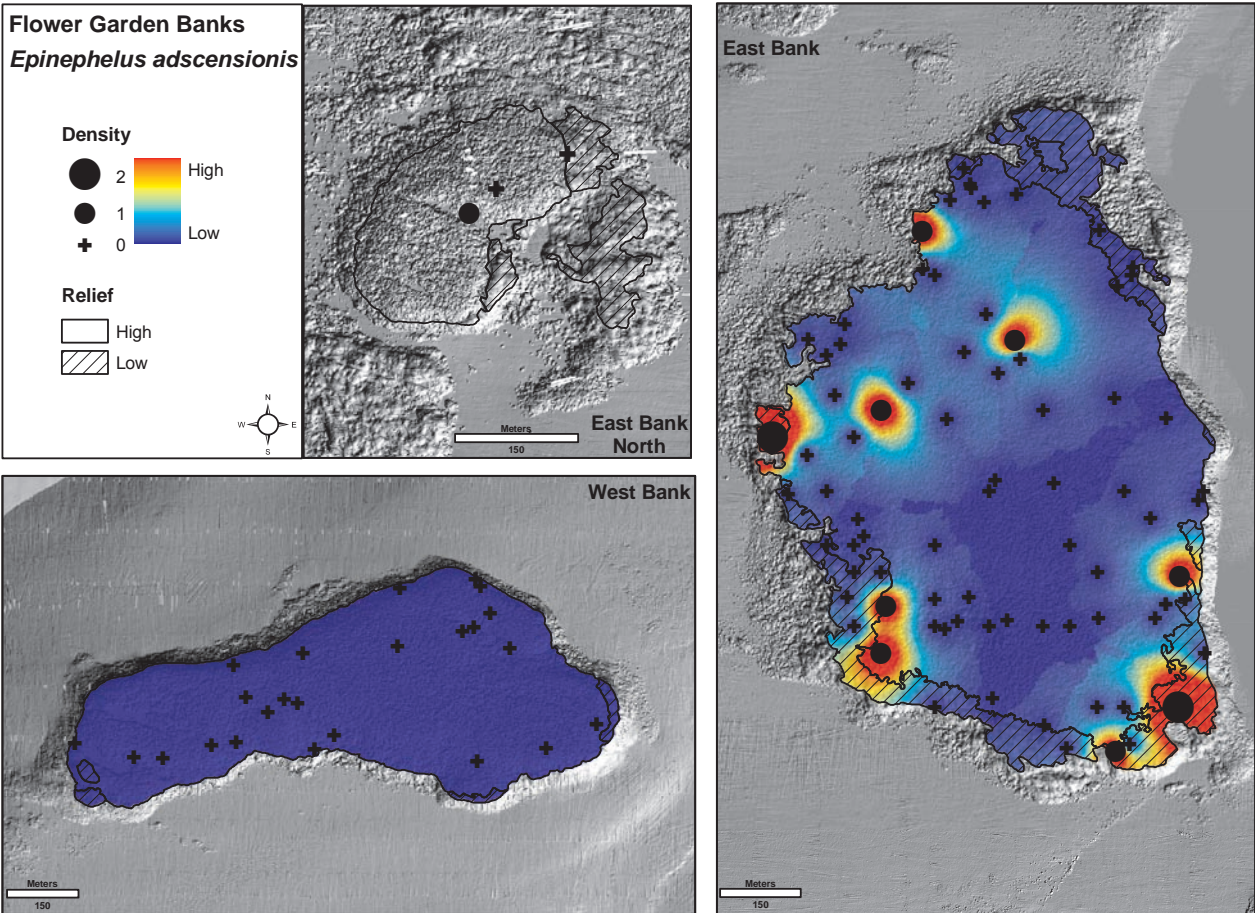 Flower Garden Banks
Epinephelus adscensionis
Density
2
High
1
0
Low
Relief
High
Low
N
W
E
S
Meters
150
East Bank
North
West Bank
Meters
150
East Bank
Meters
150